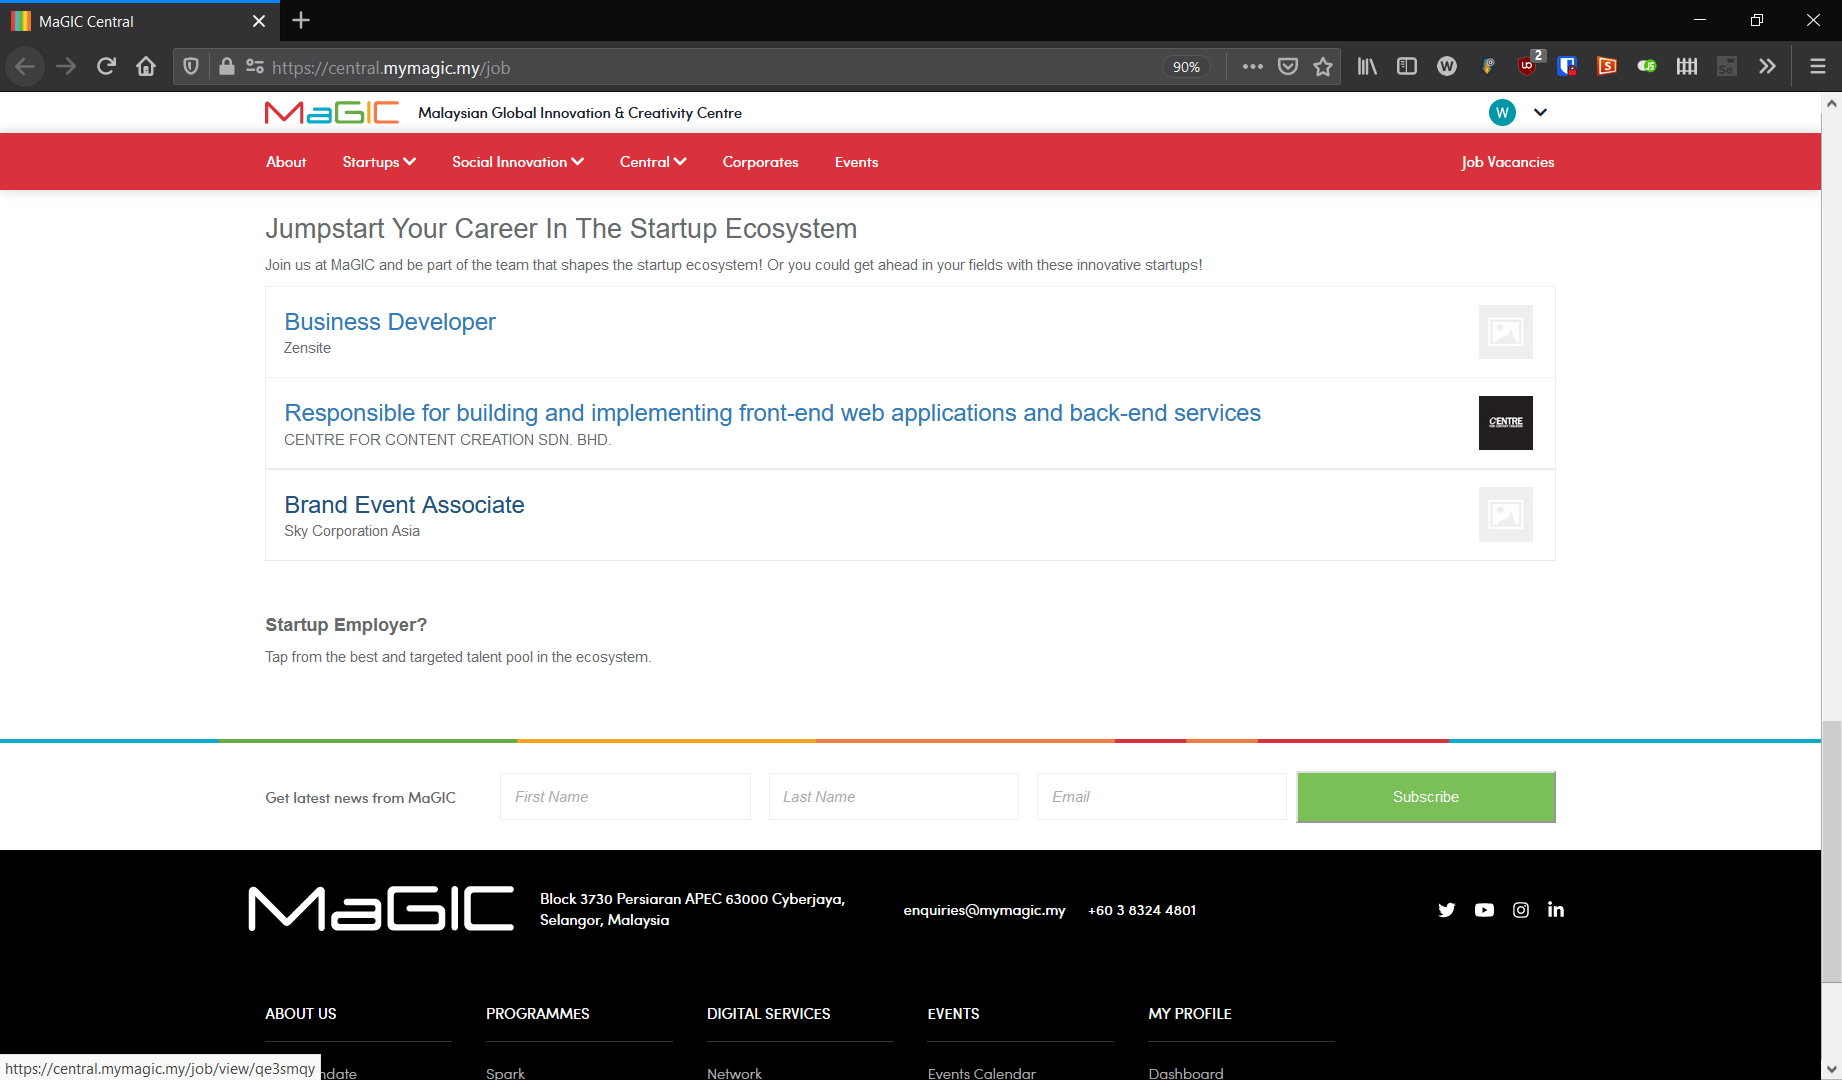 MaGIC Central
https://central.mymagic.my/job
90%
2
MaGIC
Malaysian Global Innovation & Creativity Centre
W
About
Startups
Social Innovation
Central
Corporates
Events
Job Vacancies
Jumpstart Your Career In The Startup Ecosystem
Join us at MaGIC and be part of the team that shapes the startup ecosystem! Or you could get ahead in your fields with these innovative startups!
Business Developer
Zensite
Responsible for building and implementing front-end web applications and back-end services
CENTRE FOR CONTENT CREATION SDN. BHD.
CENTRE
Brand Event Associate
Sky Corporation Asia
Startup Employer?
Tap from the best and targeted talent pool in the ecosystem.
Get latest news from MaGIC
First Name
Last Name
Email
Subscribe
MaGIC
Block 3730 Persiaran APEC 63000 Cyberjaya,
Selangor, Malaysia
enquiries@mymagic.my
+60 3 8324 4801
ABOUT US
PROGRAMMES
DIGITAL SERVICES
EVENTS
MY PROFILE
ndate
Spark
Network
Events Calendar
Dashboard
https://central.mymagic.my/job/view/qe3smqy